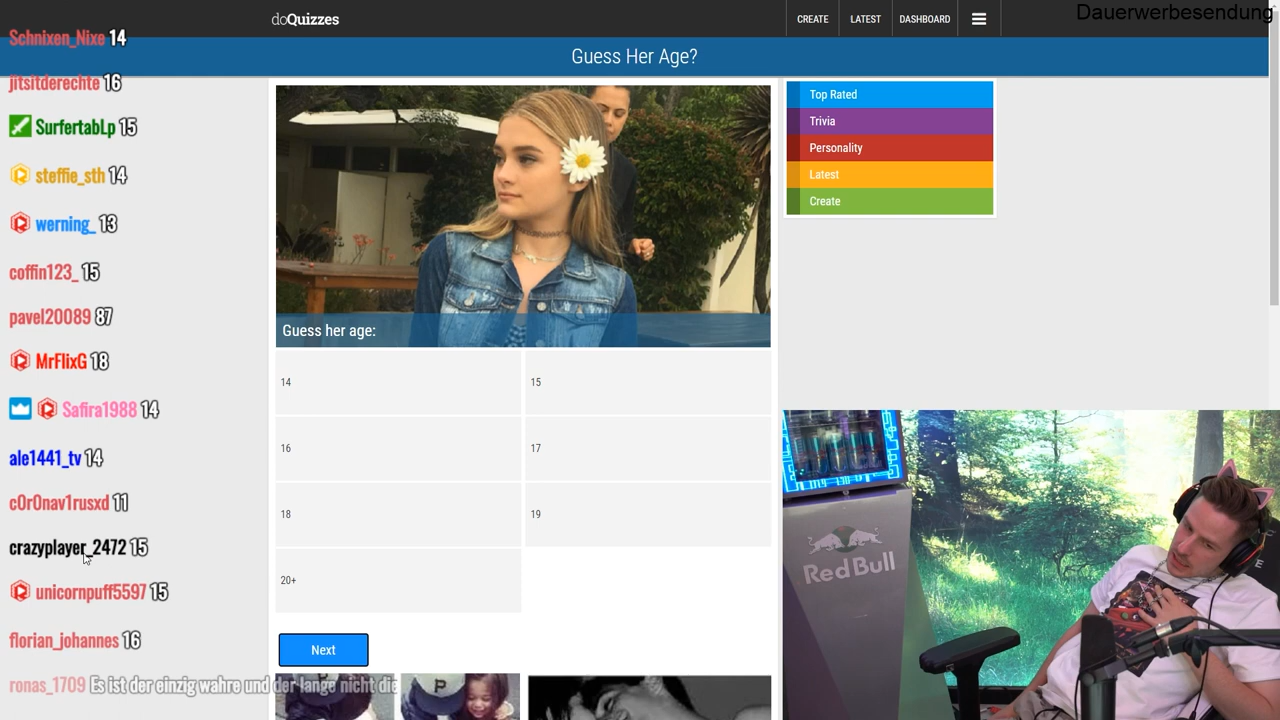 doQuizzes
CREATE
LATEST
DASHBOARD
Dauerwerbesendung
Guess Her Age?
Schnixen_Nixe 14
jitsitderechte 16
SurfertabLp 15
steffie_sth 14
werning_ 13
coffin123_ 15
pavel20089 87
MrFlixG 18
Safira1988 14
ale1441_tv 14
c0r0nav1rusxd 11
crazyplayer_2472 15
unicornpuff5597 15
florian_johannes 16
ronas_1709 Es ist der einzig wahre und der lange nicht die
Guess her age:
14
15
16
17
18
19
20+
Next
Top Rated
Trivia
Personality
Latest
Create
RedBull
P
P
E